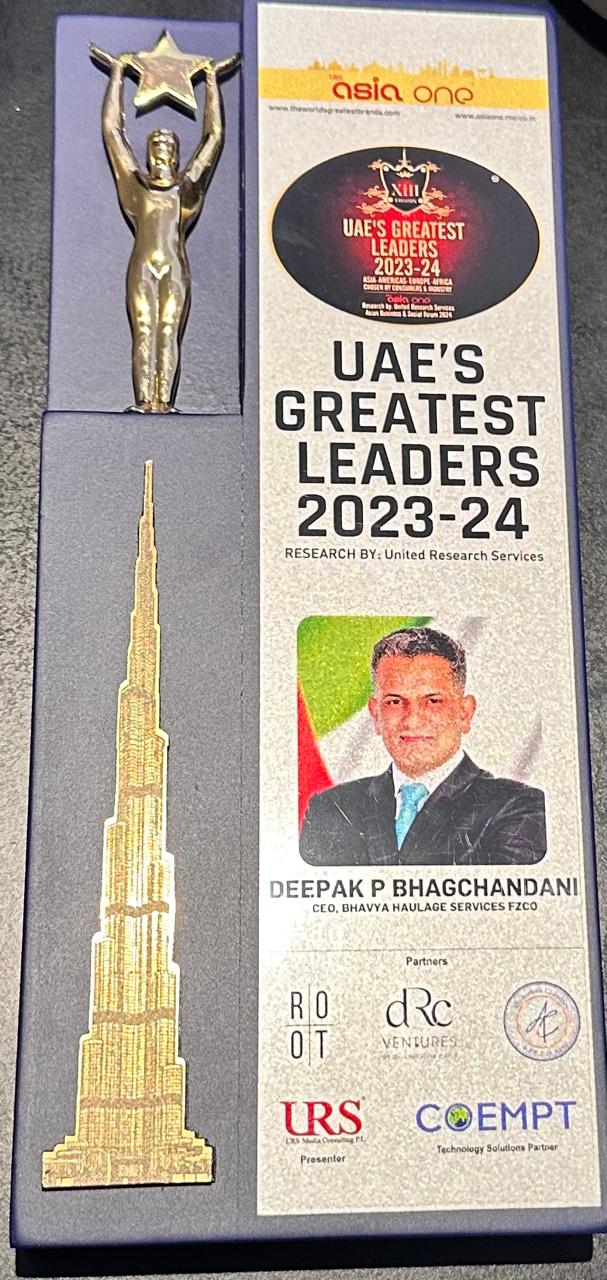 URS
asia one
www.theworldsgreatestbrands.com
www.asiaone.me/co.in
XIII
EDITION
UAE'S GREATEST
LEADERS
2023-24
ASIA-AMERICAS-EUROPE-AFRICA
CHOSEN BY CONSUMERS & INDUSTRY
asia one
Research by: United Research Services
Asian Business & Social Forum 2024
UAE'S
GREATEST
LEADERS
2023-24
RESEARCH BY: United Research Services
DEEPAK P BHAGCHANDANI
CEO, BHAVYA HAULAGE SERVICES FZCO
Partners
RO
OT
dRc
VENTURES
URS
URS Media Consulting P.L.
Presenter
COEMPT
Technology Solutions Partner